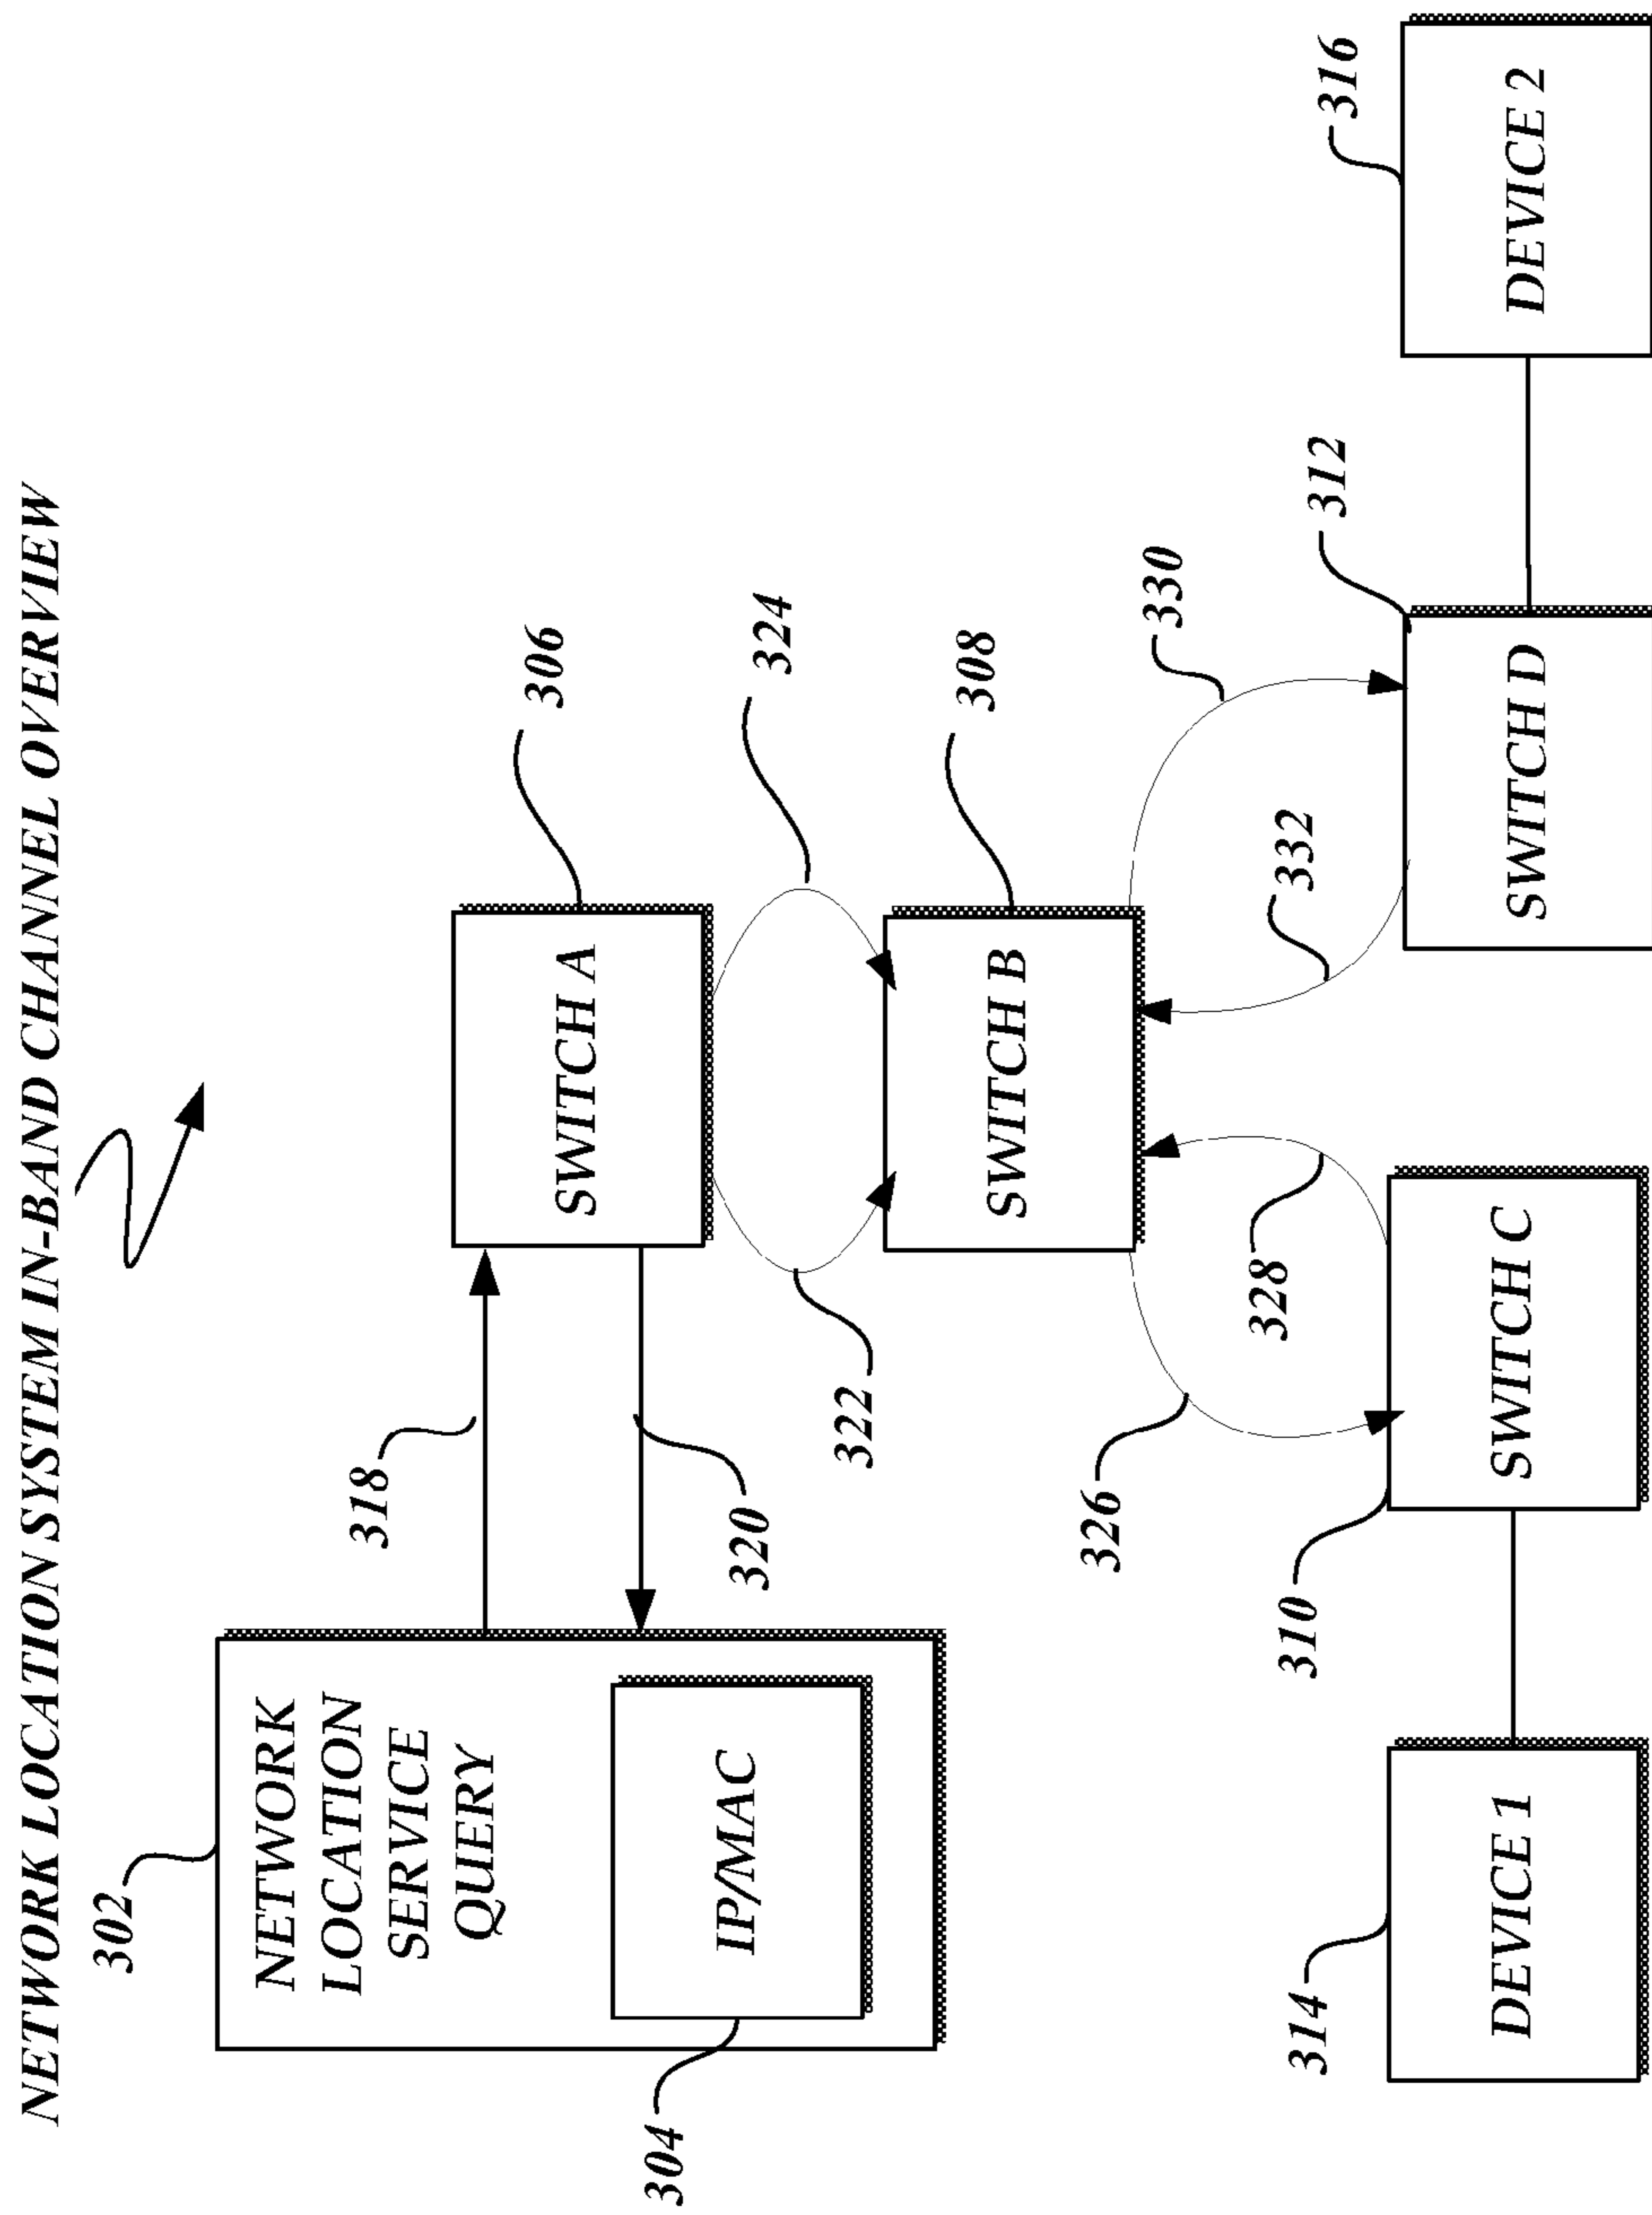 NETWORK LOCATION SYSTEM IN-BAND CHANNEL OVERVIEW
302
NETWORK
LOCATION
SERVICE
QUERY
304
IP/MAC
318
320
SWITCH A
306
322
324
SWITCH B
308
326
328
330
332
310
312
314
316
DEVICE 1
SWITCH C
SWITCH D
DEVICE 2